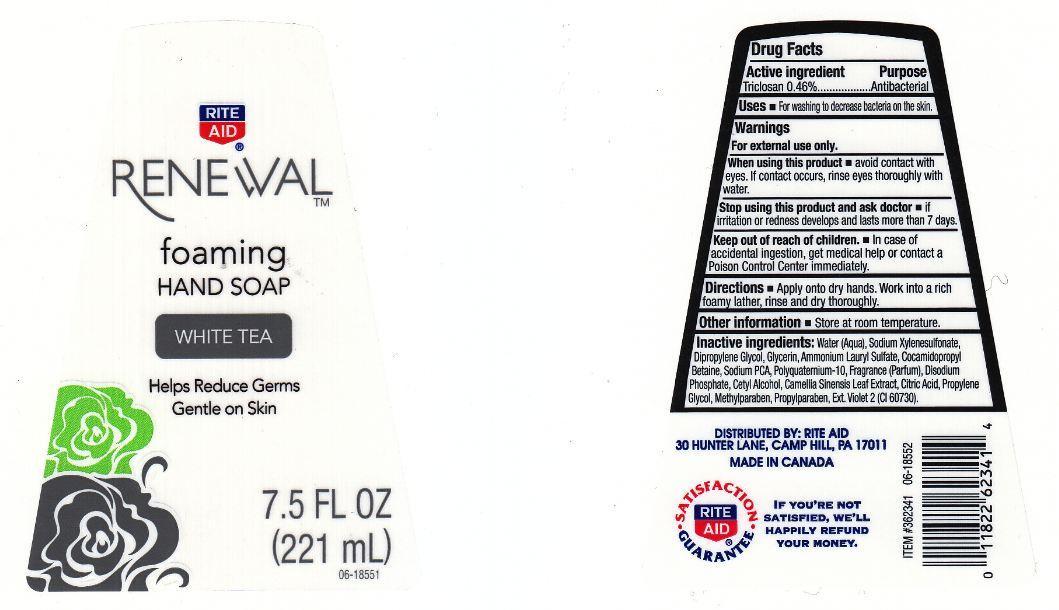 RITE
AID
®
RENEWAL™
foaming
HAND SOAP
WHITE TEA
Helps Reduce Germs
Gentle on Skin
7.5 FL OZ
(221 mL)
06-18551
Drug Facts
Active ingredient Purpose
Triclosan 0.46%..................Antibacterial
Uses ■ For washing to decrease bacteria on the skin.
Warnings
For external use only.
When using this product ■ avoid contact with
eyes. If contact occurs, rinse eyes thoroughly with
water.
Stop using this product and ask doctor ■ if
irritation or redness develops and lasts more than 7 days.
Keep out of reach of children. ■ In case of
accidental ingestion, get medical help or contact a
Poison Control Center immediately.
Directions ■ Apply onto dry hands. Work into a rich
foamy lather, rinse and dry thoroughly.
Other information ■ Store at room temperature.
Inactive ingredients: Water (Aqua), Sodium Xylenesulfonate,
Dipropylene Glycol, Glycerin, Ammonium Lauryl Sulfate, Cocamidopropyl
Betaine, Sodium PCA, Polyquaternium-10, Fragrance (Parfum), Disodium
Phosphate, Cetyl Alcohol, Camellia Sinensis Leaf Extract, Citric Acid, Propylene
Glycol, Methylparaben, Propylparaben, Ext. Violet 2 (CI 60730).
DISTRIBUTED BY: RITE AID
30 HUNTER LANE, CAMP HILL, PA 17011
MADE IN CANADA
SATISFACTION
RITE
AID
®
GUARANTEE
IF YOU'RE NOT
SATISFIED, WE'LL
HAPPILY REFUND
YOUR MONEY.
ITEM #362341 06-18552
0 11822 62341 4